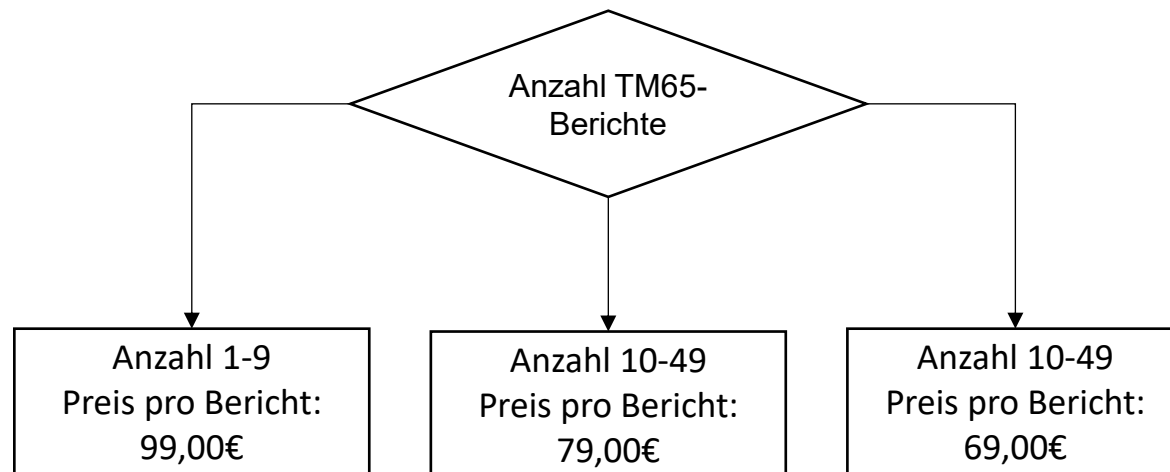 Anzahl TM65-
Berichte
Anzahl 1-9
Preis pro Bericht:
99,00€
Anzahl 10-49
Preis pro Bericht:
79,00€
Anzahl 10-49
Preis pro Bericht:
69,00€